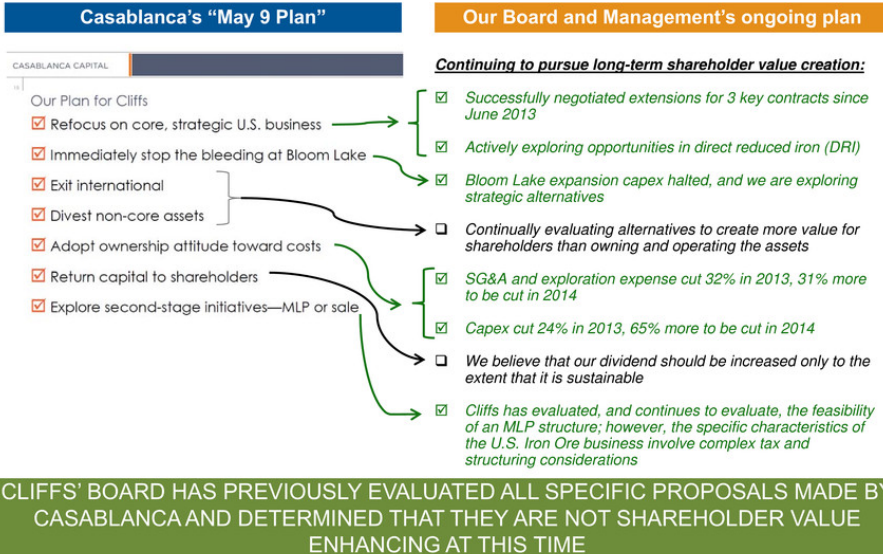 Casablanca's "May 9 Plan"
CASABLANCA CAPITAL
Our Plan for Cliffs
Refocus on core, strategic U.S. business
Immediately stop the bleeding at Bloom Lake
Exit international
Divest non-core assets
Adopt ownership attitude toward costs
Return capital to shareholders
Explore second-stage initiatives—MLP or sale
Our Board and Management's ongoing plan
Continuing to pursue long-term shareholder value creation:
Successfully negotiated extensions for 3 key contracts since
June 2013
Actively exploring opportunities in direct reduced iron (DRI)
Bloom Lake expansion capex halted, and we are exploring
strategic alternatives
Continually evaluating alternatives to create more value for
shareholders than owning and operating the assets
SG&A and exploration expense cut 32% in 2013, 31% more
to be cut in 2014
Capex cut 24% in 2013, 65% more to be cut in 2014
We believe that our dividend should be increased only to the
extent that it is sustainable
Cliffs has evaluated, and continues to evaluate, the feasibility
of an MLP structure; however, the specific characteristics of
the U.S. Iron Ore business involve complex tax and
structuring considerations
CLIFFS' BOARD HAS PREVIOUSLY EVALUATED ALL SPECIFIC PROPOSALS MADE BY
CASABLANCA AND DETERMINED THAT THEY ARE NOT SHAREHOLDER VALUE
ENHANCING AT THIS TIME